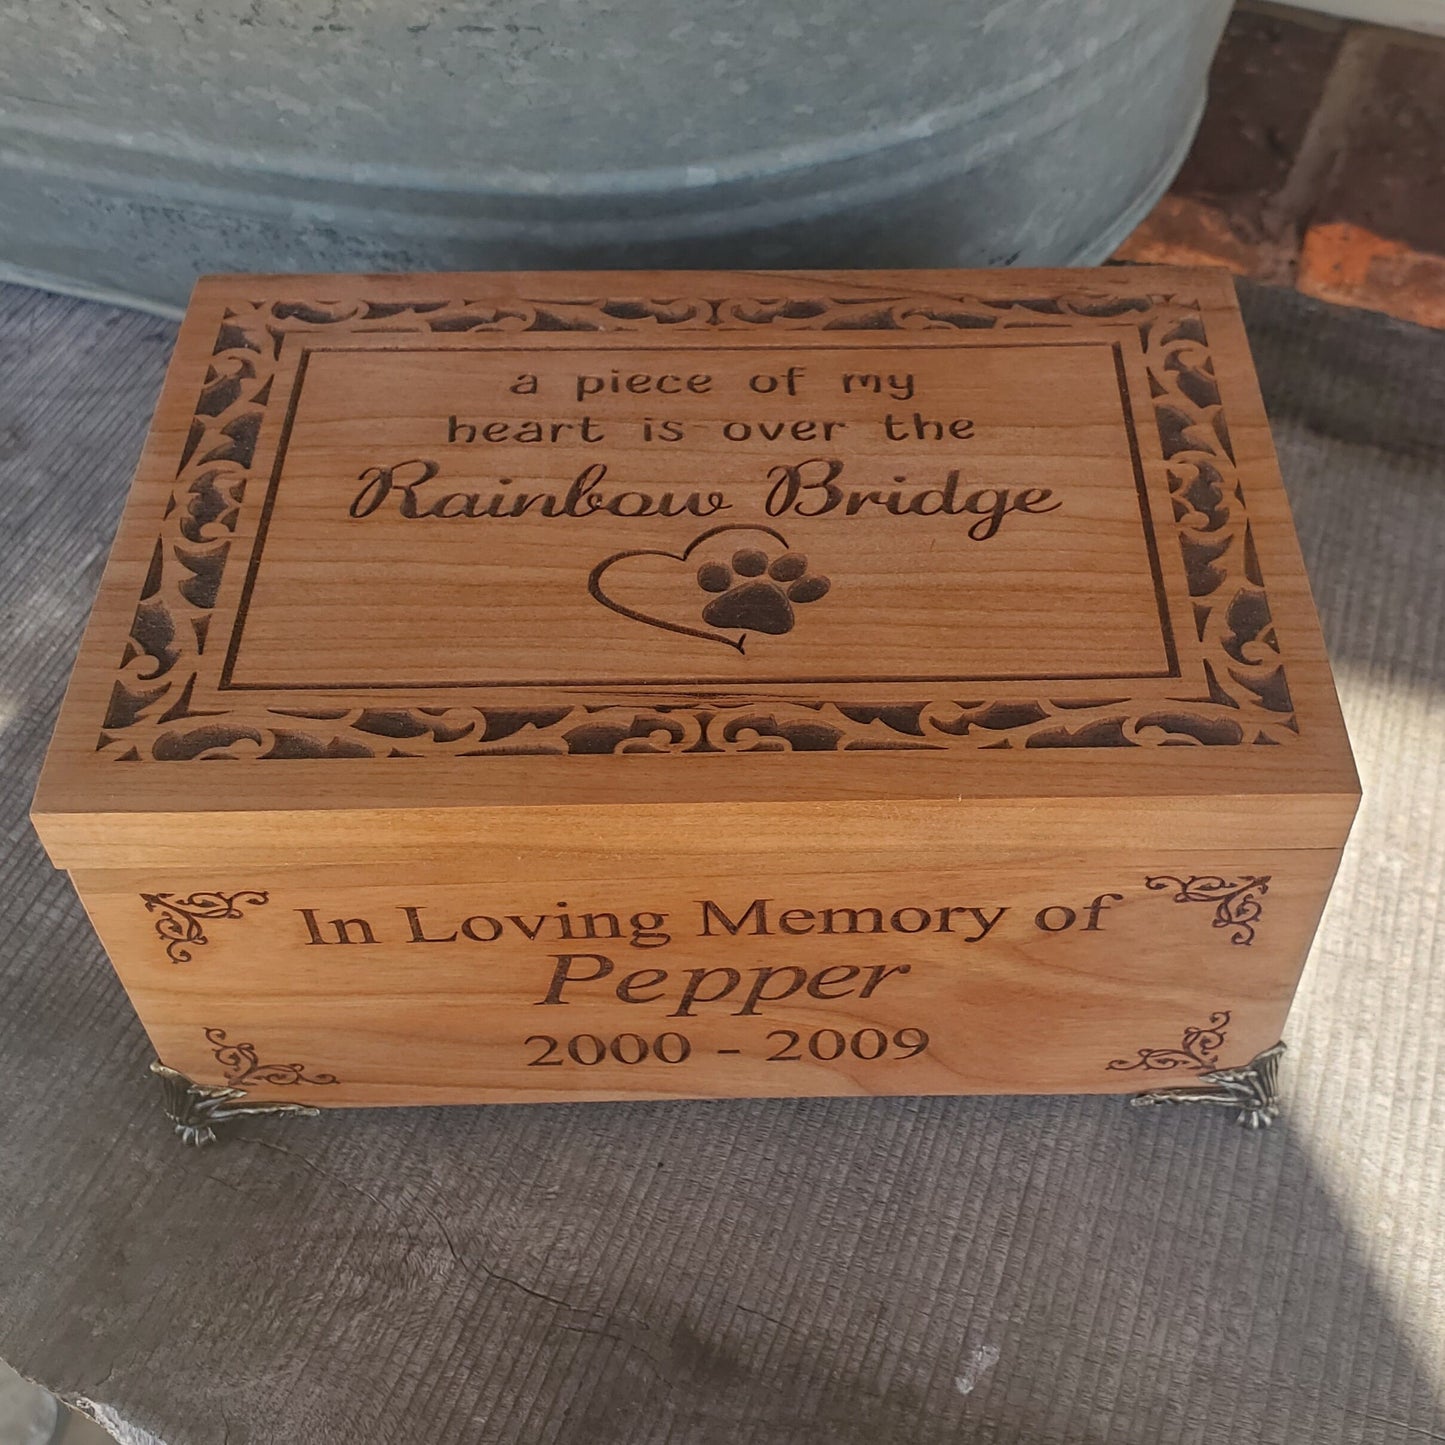 a piece of my
heart is over the
Rainbow Bridge
In Loving Memory of
Pepper
2000 - 2009